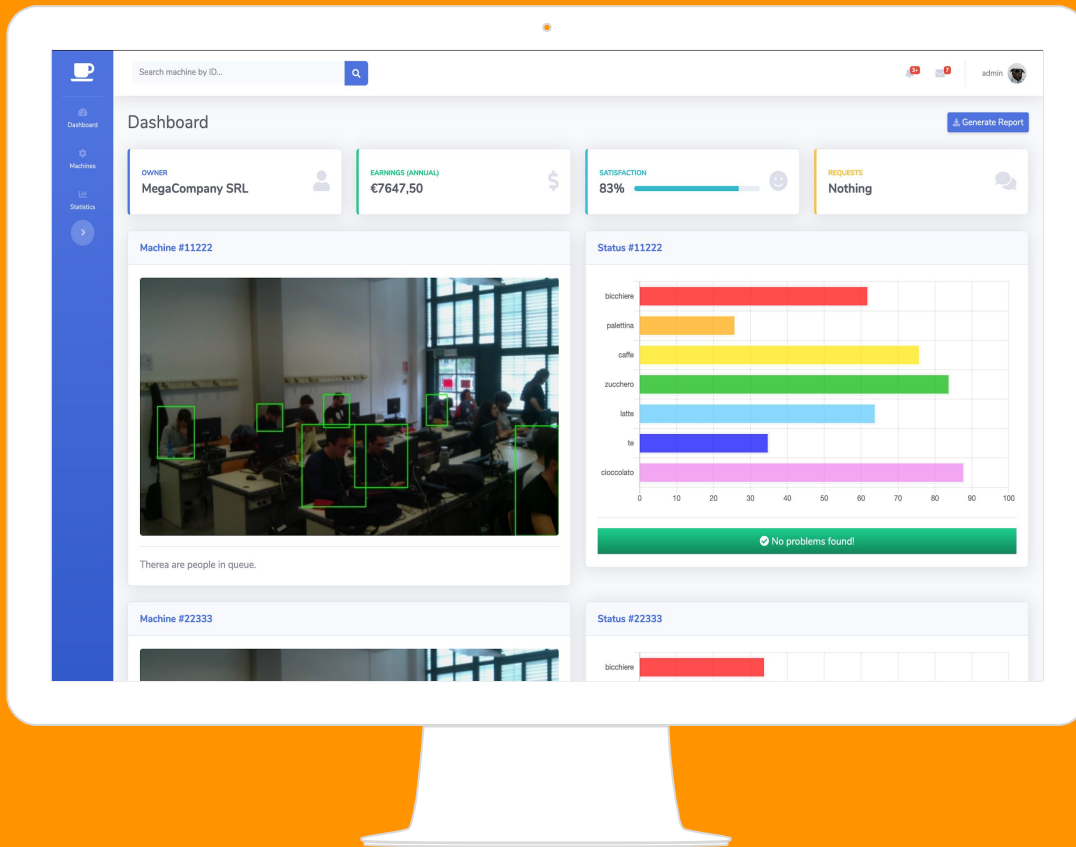 Search machine by ID...
3+
7
admin
Dashboard
Machines
Statistics
Dashboard
Generate Report
OWNER
MegaCompany SRL
EARNINGS (ANNUAL)
€7647,50
$
SATISFACTION
83%
REQUESTS
Nothing
Machine #11222
Therea are people in queue.
Status #11222
bicchiere
palettina
caffe
zucchero
latte
te
cioccolato
0 10 20 30 40 50 60 70 80 90 100
No problems found!
Machine #22333
Status #22333
bicchiere